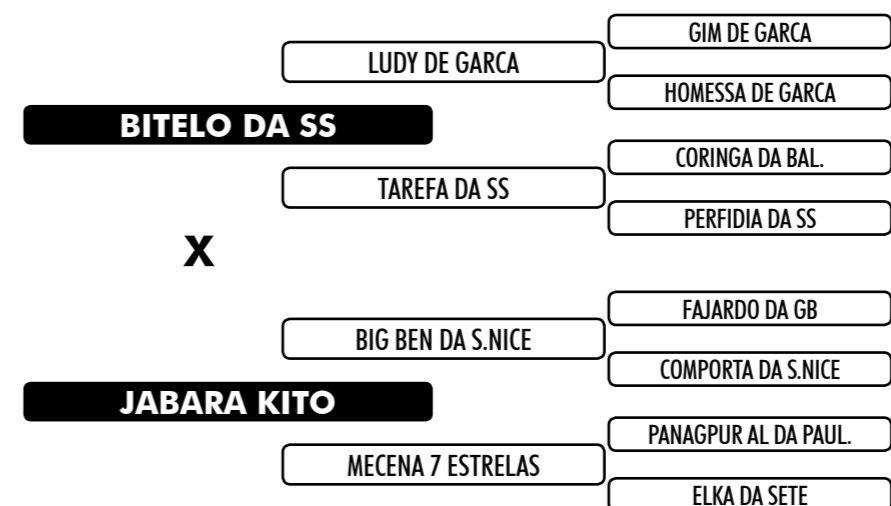 GIM DE GARCA
LUDY DE GARCA
HOMESSA DE GARCA
BITELO DA SS
CORINGA DA BAL.
TAREFA DA SS
PERFIDIA DA SS
X
FAJARDO DA GB
BIG BEN DA S.NICE
COMPORTA DA S.NICE
JABARA KITO
PANAGPUR AL DA PAUL.
MECENA 7 ESTRELAS
ELKA DA SETE